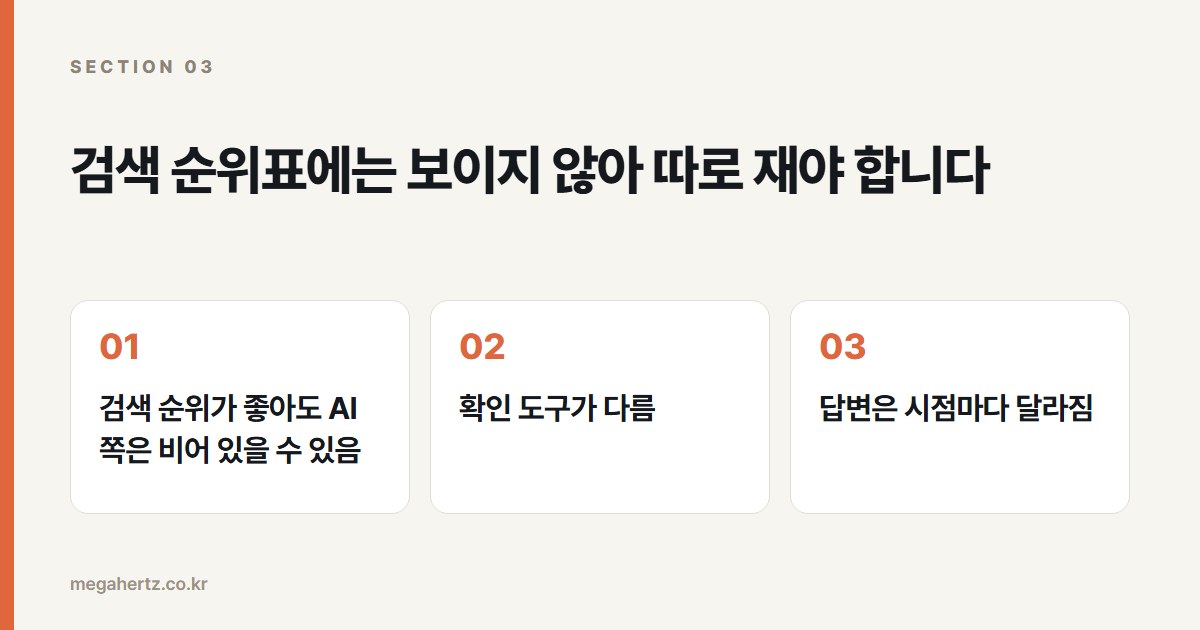 SECTION 03
검색 순위표에는 보이지 않아 따로 재야 합니다
01
검색 순위가 좋아도 AI
쪽은 비어 있을 수 있음
02
확인 도구가 다름
03
답변은 시점마다 달라짐
megahertz.co.kr